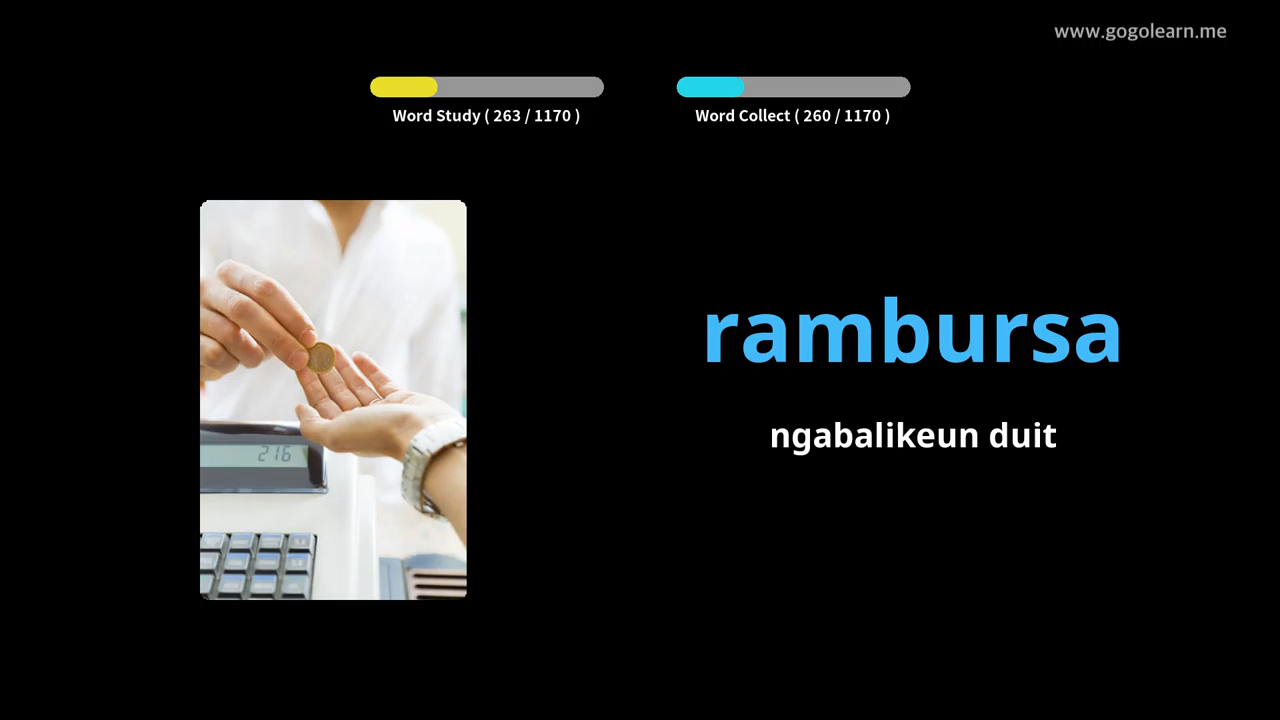 www.gogolearn.me
Word Study ( 263 / 1170 )
Word Collect ( 260 / 1170 )
rambursa
ngabalikeun duit
216